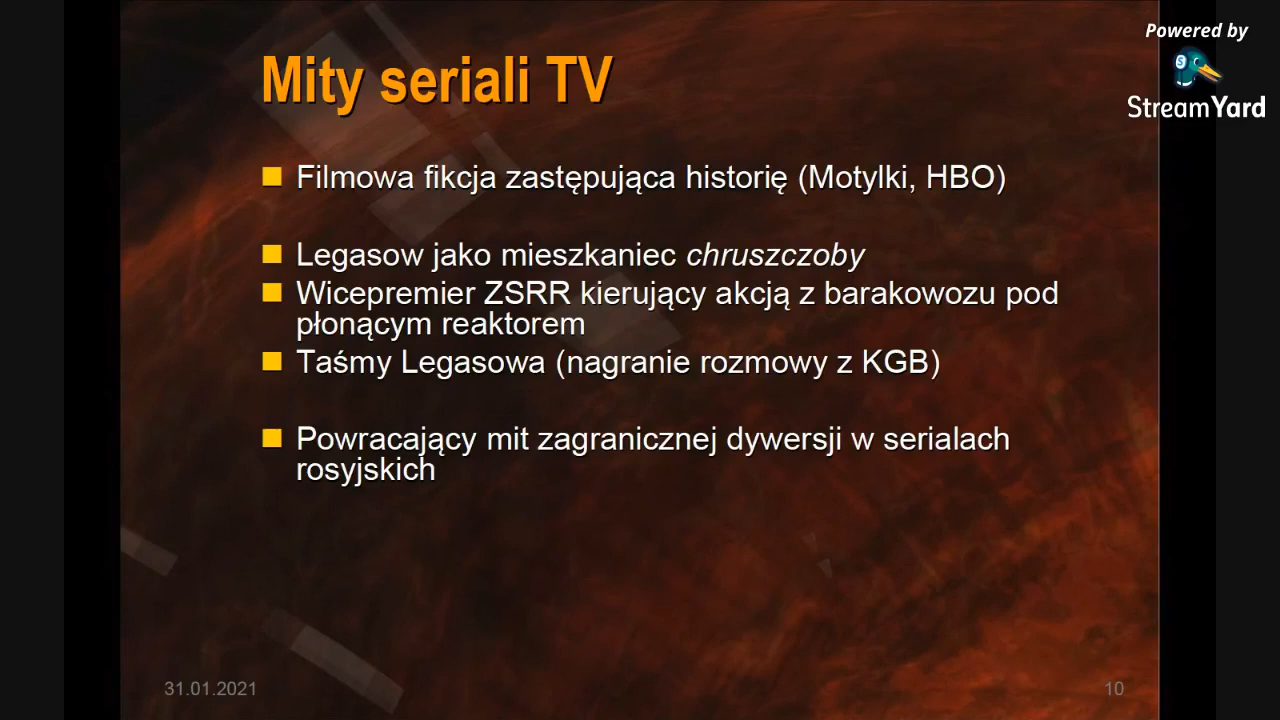 Powered by
StreamYard
Mity seriali TV
Filmowa fikcja zastępująca historię (Motylki, HBO)
Legasow jako mieszkaniec chruszczoby
Wicepremier ZSRR kierujący akcją z barakowozu pod
płonącym reaktorem
Taśmy Legasowa (nagranie rozmowy z KGB)
Powracający mit zagranicznej dywersji w serialach
rosyjskich
31.01.2021
10